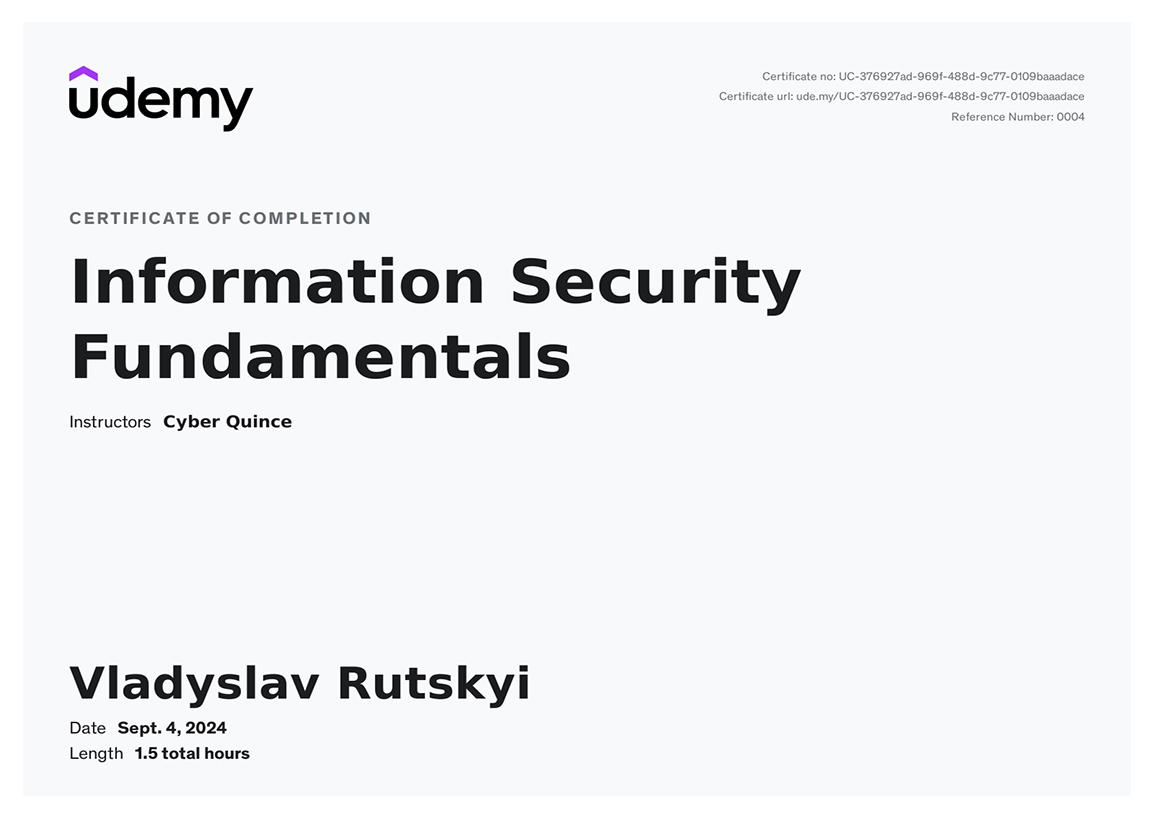 udemy
Certificate no: UC-376927ad-969f-488d-9c77-0109baaadace
Certificate url: ude.my/UC-376927ad-969f-488d-9c77-0109baaadace
Reference Number: 0004
CERTIFICATE OF COMPLETION
Information Security
Fundamentals
Instructors Cyber Quince
Vladyslav Rutskyi
Date Sept. 4, 2024
Length 1.5 total hours